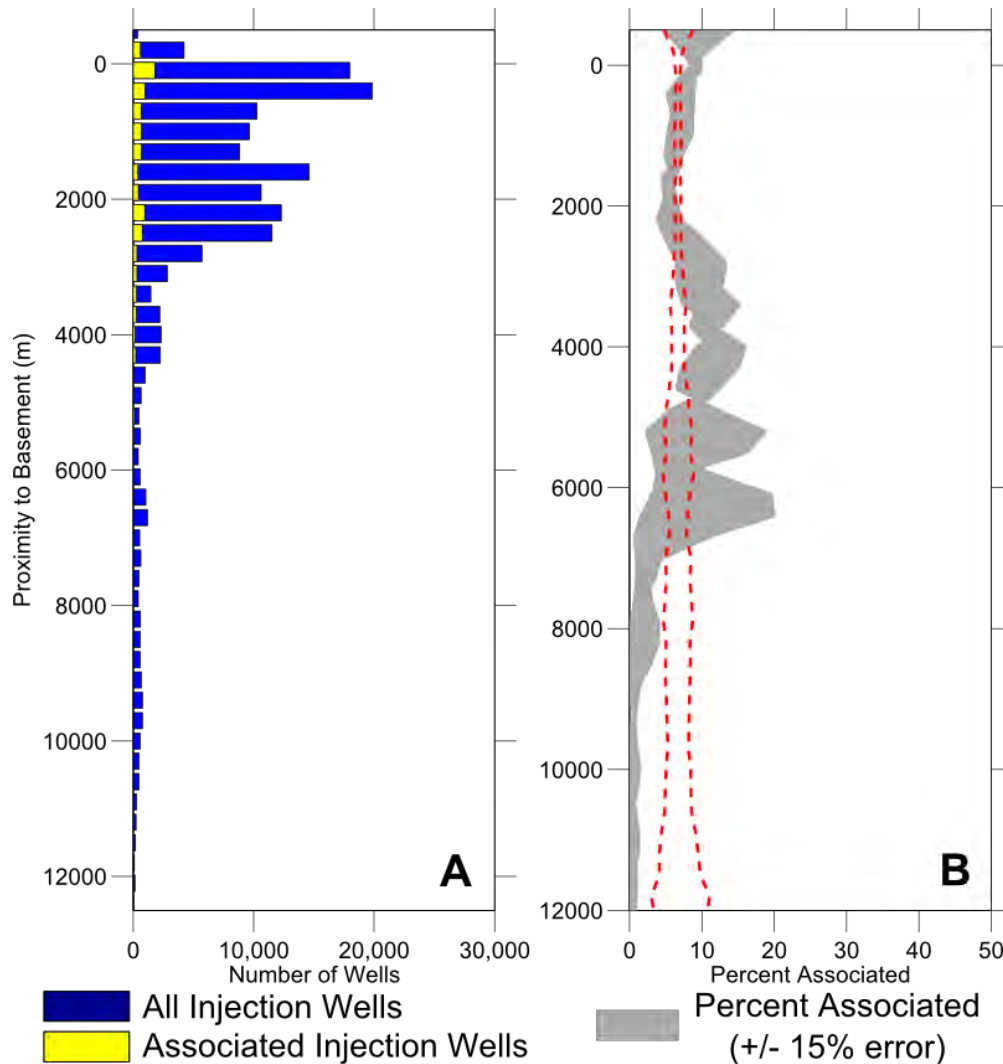 Proximity to Basement (m)
0
2000
4000
6000
8000
10000
12000
A
0
10,000
20,000
30,000
Number of Wells
All Injection Wells
Associated Injection Wells
0
2000
4000
6000
8000
10000
12000
B
0
10
20
30
40
50
Percent Associated
Percent Associated
(+/- 15% error)